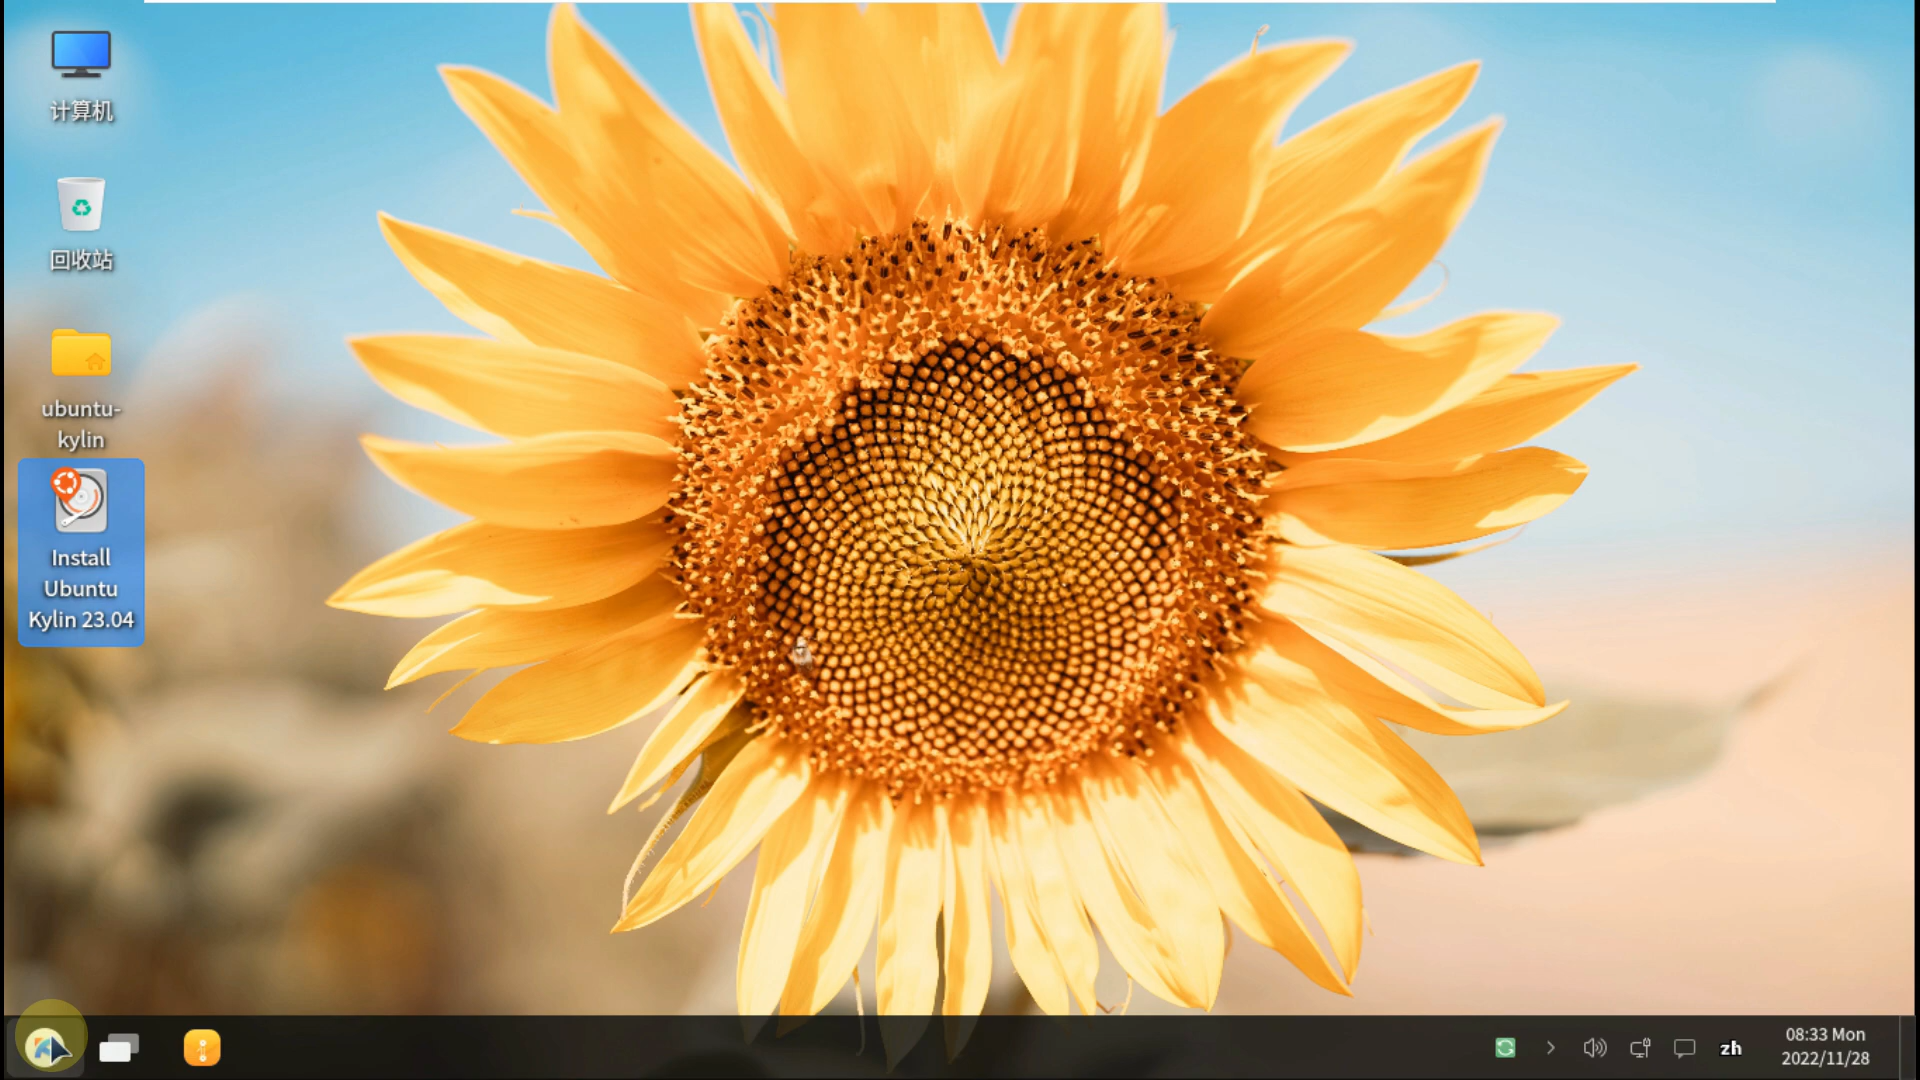 计算机
回收站
ubuntu-
kylin
Install
Ubuntu
Kylin 23.04
zh
08:33 Mon
2022/11/28